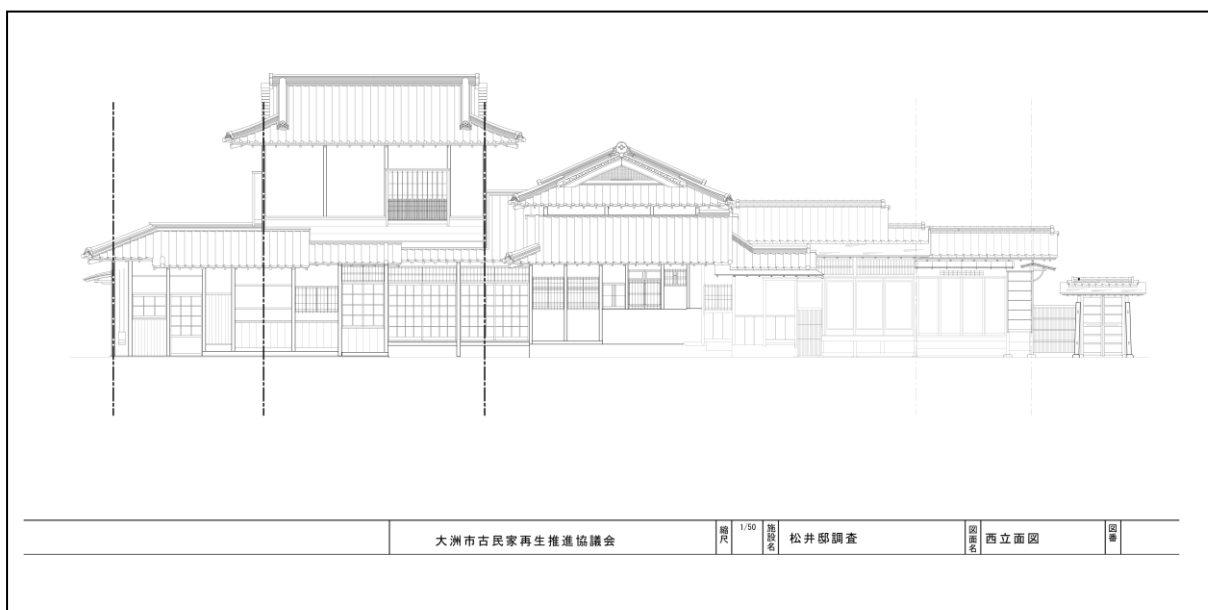 大洲市古民家再生推進協議会
縮尺
1/50
施設名
松井邸調査
図面名
西立面図
図番